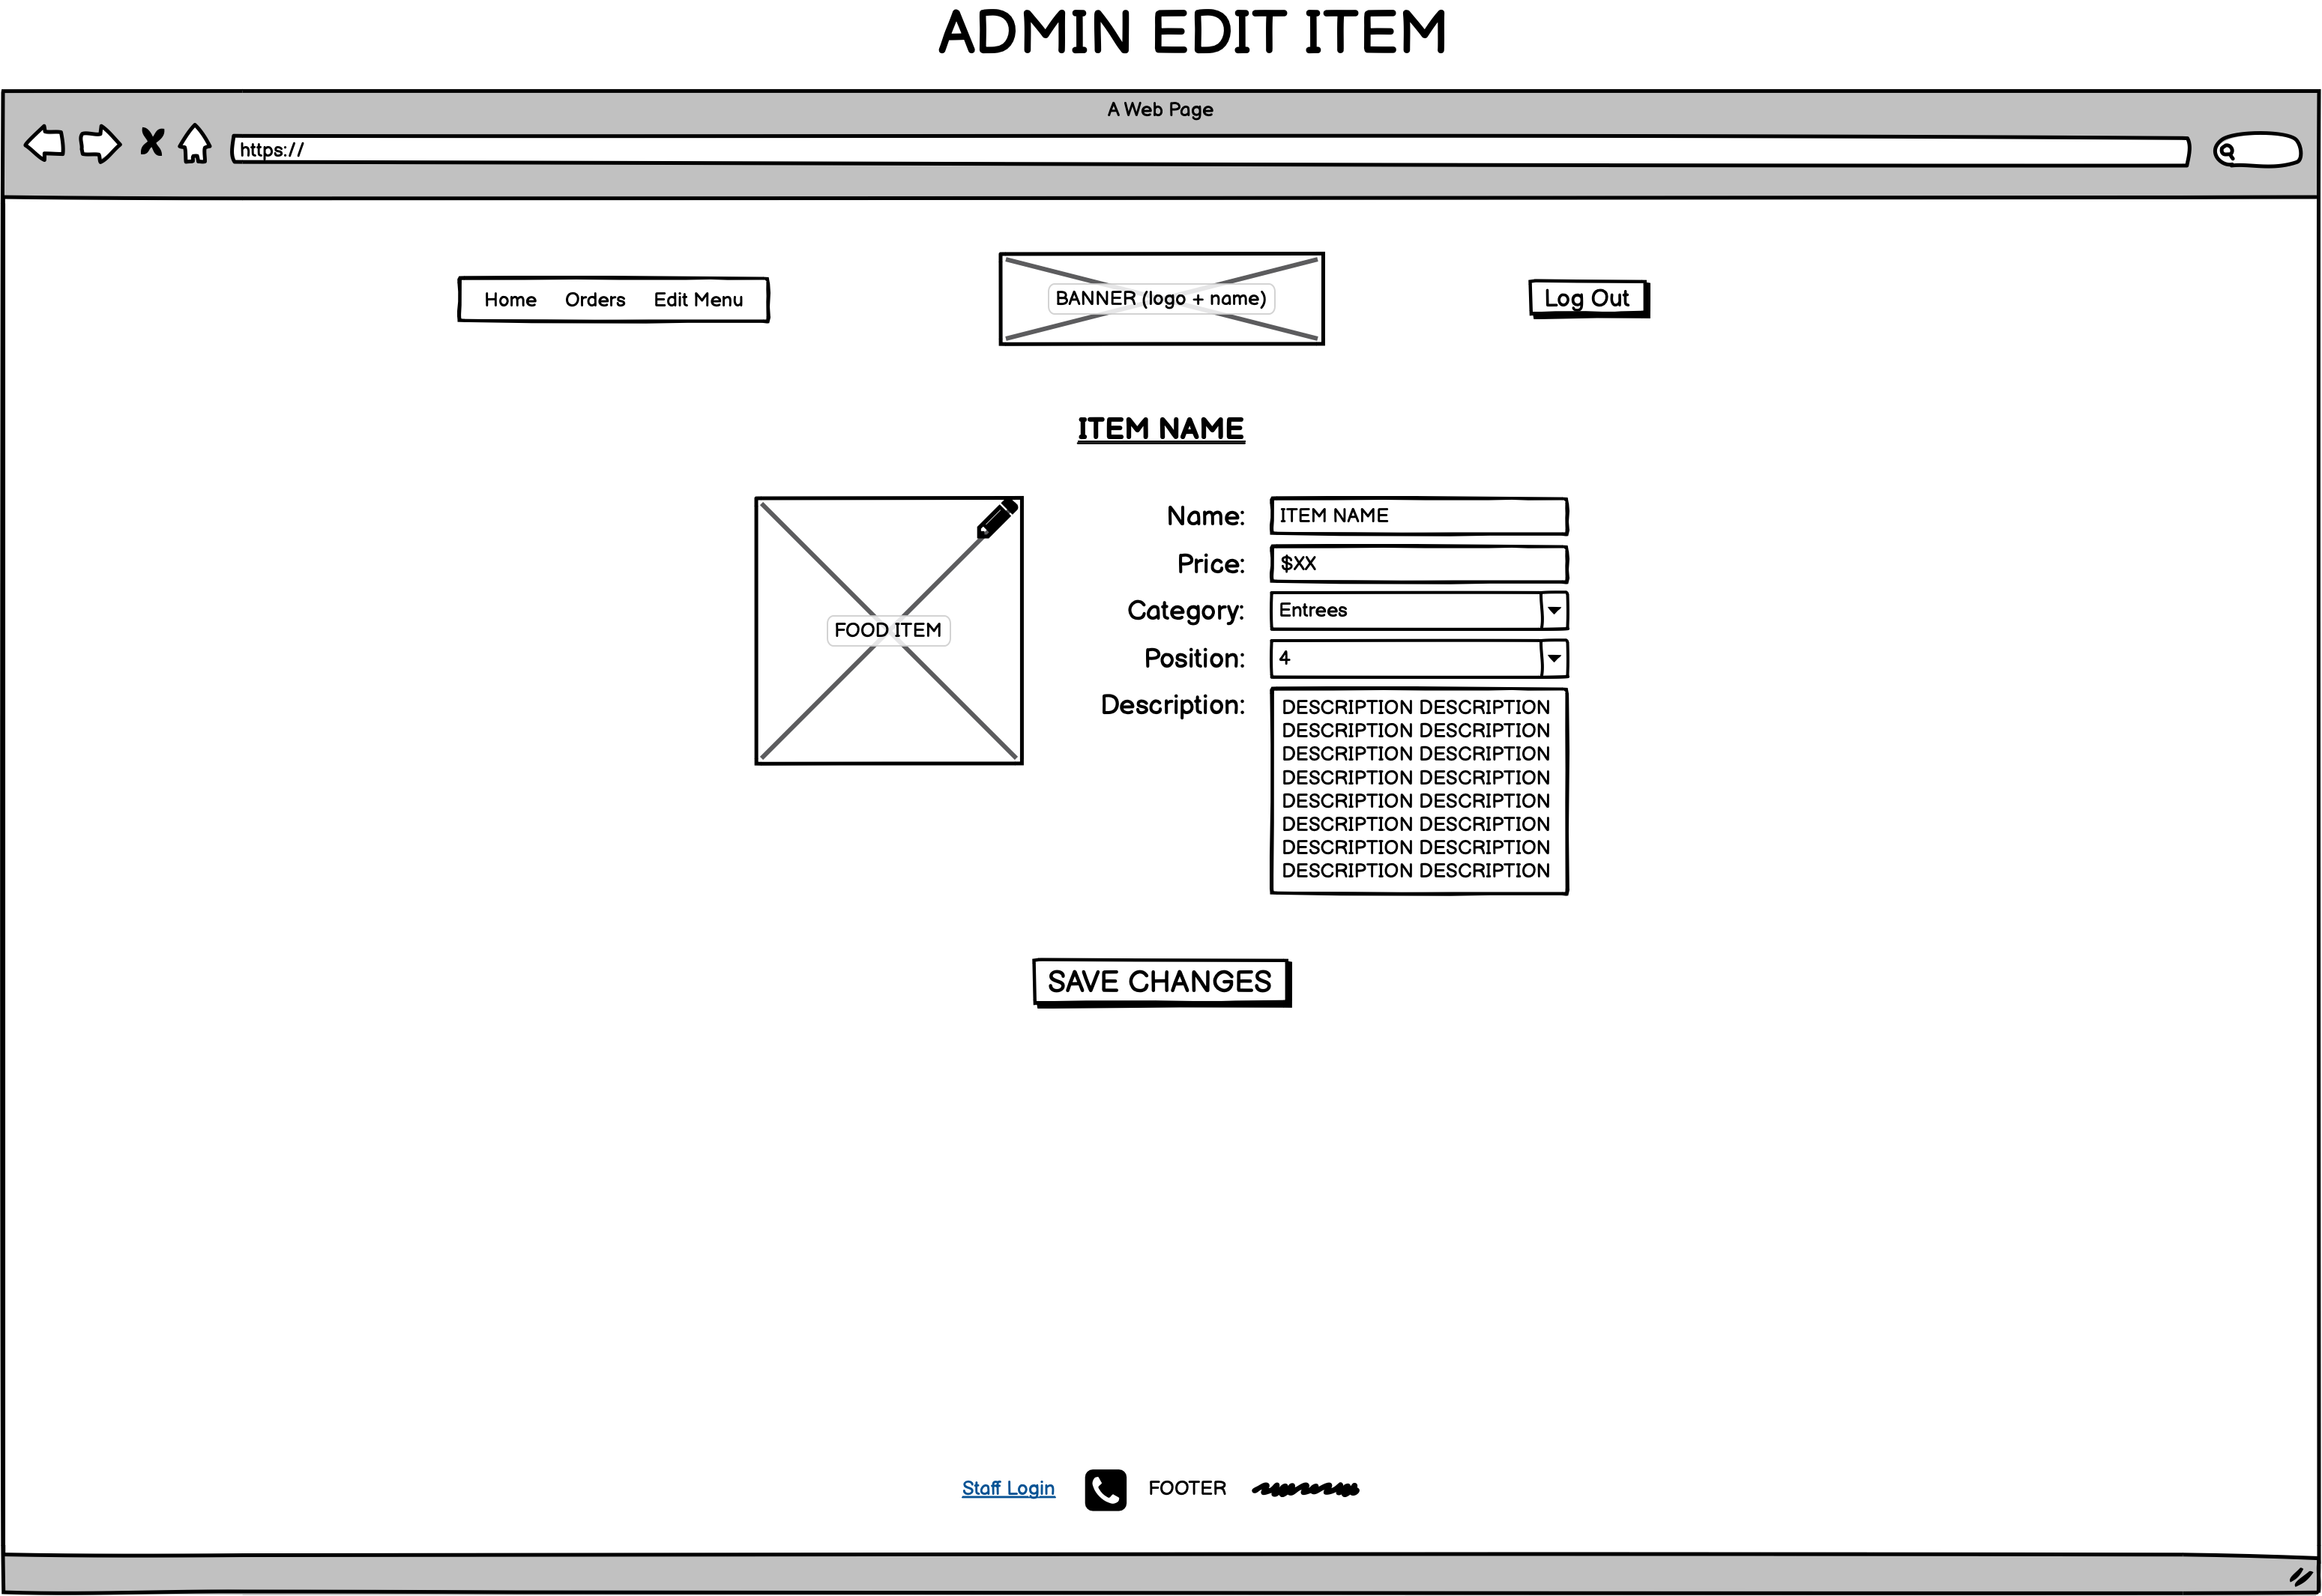 ADMIN EDIT ITEM
A Web Page
https://
Home Orders Edit Menu
BANNER (logo + name)
Log Out
ITEM NAME
FOOD ITEM
Name: ITEM NAME
Price: $XX
Category: Entrees
Position: 4
Description: DESCRIPTION DESCRIPTION
DESCRIPTION DESCRIPTION
DESCRIPTION DESCRIPTION
DESCRIPTION DESCRIPTION
DESCRIPTION DESCRIPTION
DESCRIPTION DESCRIPTION
DESCRIPTION DESCRIPTION
DESCRIPTION DESCRIPTION
SAVE CHANGES
Staff Login FOOTER